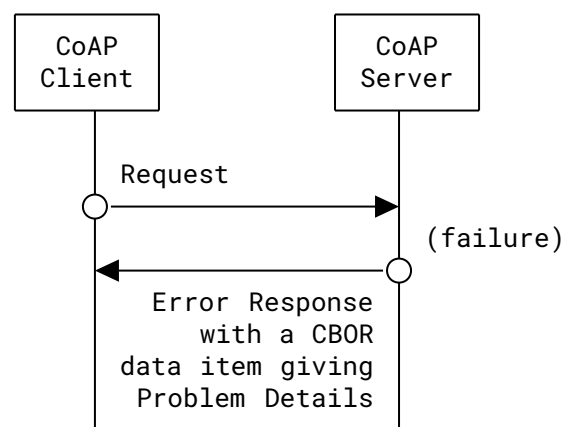 CoAP
Client
CoAP
Server
Request
(failure)
Error Response
with a CBOR
data item giving
Problem Details